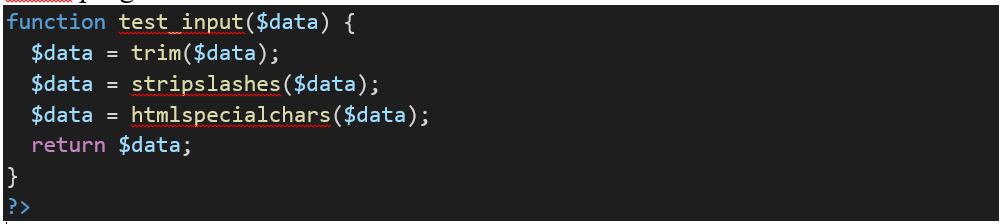 function test_input($data) {
  $data = trim($data);
  $data = stripslashes($data);
  $data = htmlspecialchars($data);
  return $data;
}
?>